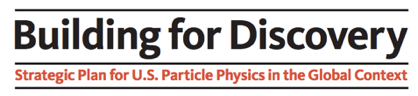 Building for Discovery
Strategic Plan for U.S. Particle Physics in the Global Context